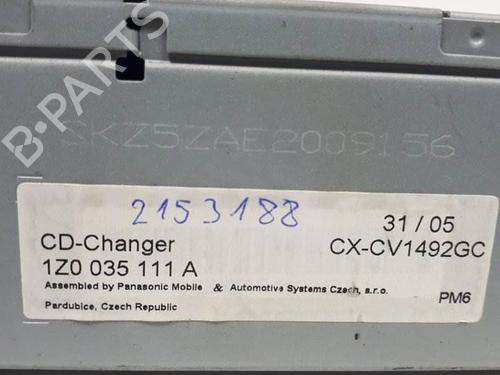 SKZ5ZAE2009156
2153188
31 / 05
CD-Changer
CX-CV1492GC
1Z0 035 111 A
Assembled by Panasonic Mobile & Automotive Systems Czech, s.r.o.
Pardubice, Czech Republic
PM6